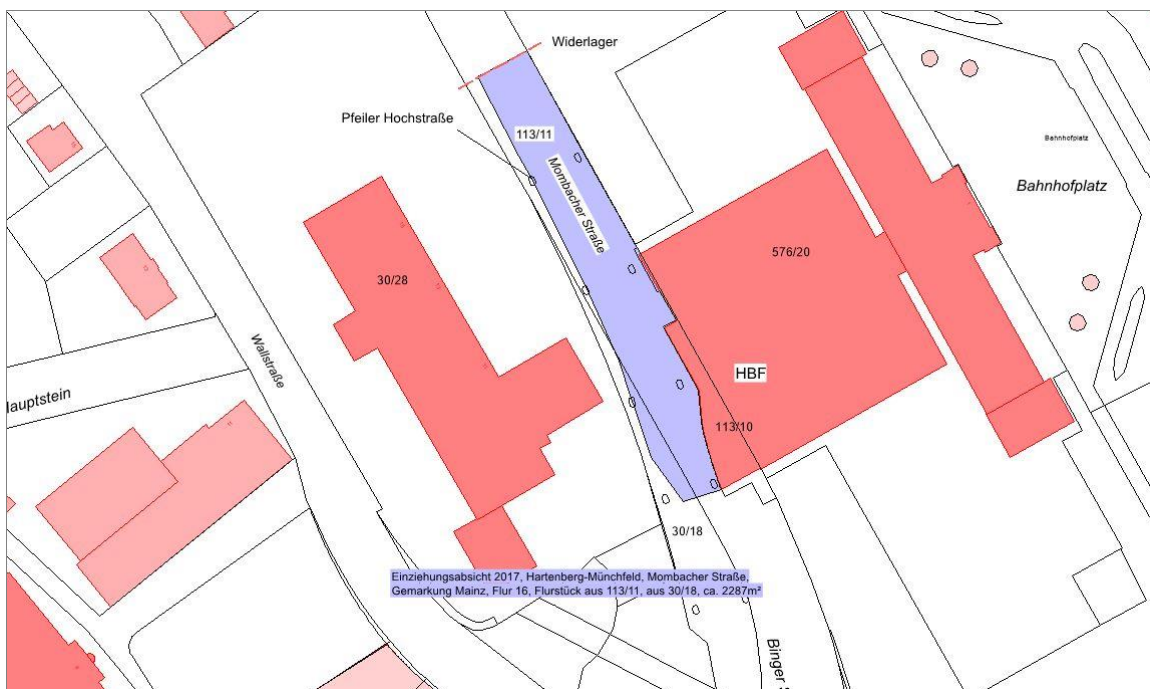 Widerlager
Pfeiler Hochstraße
113/11
Mombacher Straße
Bahnhofplatz
Bahnhofplatz
576/20
30/28
Wallstraße
HBF
Hauptstein
113/10
30/18
Einziehungsabsicht 2017, Hartenberg-Münchfeld, Mombacher Straße,
Gemarkung Mainz, Flur 16, Flurstück aus 113/11, aus 30/18, ca. 2287m²
Binger S